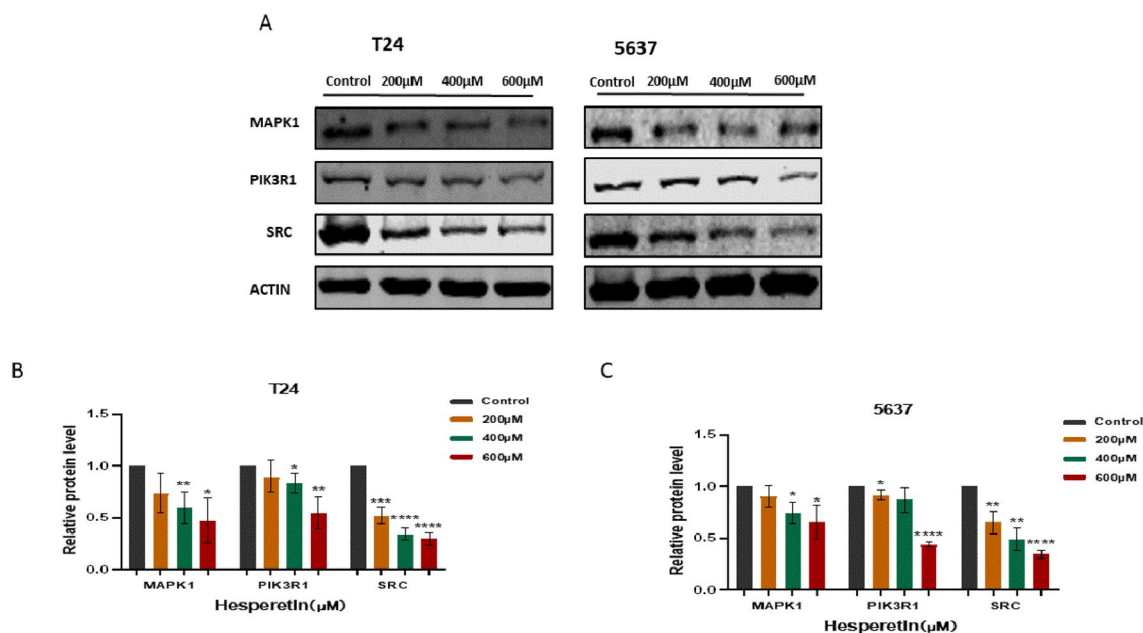 A
T24
5637
Control 200μM 400μM 600μM
Control 200μM 400μM 600μM
MAPK1
PIK3R1
SRC
ACTIN
B
T24
Control
200μM
400μM
600μM
Relative protein level
1.5
1.0
0.5
0.0
** *
* **
*** **** ****
MAPK1 PIK3R1 SRC
Hesperetin(μM)
C
5637
Control
200μM
400μM
600μM
Relative protein level
1.5
1.0
0.5
0.0
* *
* ****
** ** ****
MAPK1 PIK3R1 SRC
Hesperetin(μM)